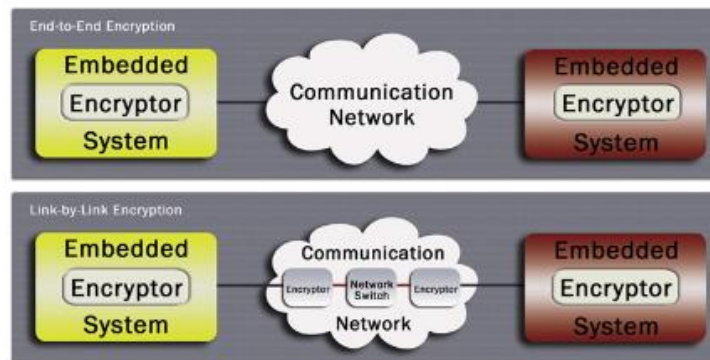 End-to-End Encryption
Embedded
Encryptor
System
Communication
Network
Embedded
Encryptor
System
Link-by-Link Encryption
Embedded
Encryptor
System
Communication
Encryptor
Network
Switch
Encryptor
Network
Embedded
Encryptor
System